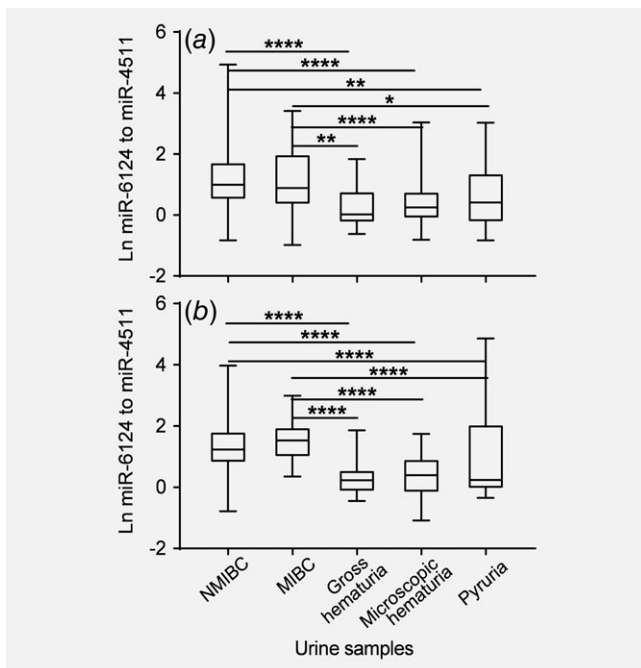 (a)
Ln miR-6124 to miR-4511
6
4
2
0
-2
****
****
**
*
****
**
(b)
Ln miR-6124 to miR-4511
6
4
2
0
-2
****
****
****
****
****
****
NMIBC
MIBC
Gross
hematuria
Microscopic
hematuria
Pyruria
Urine samples